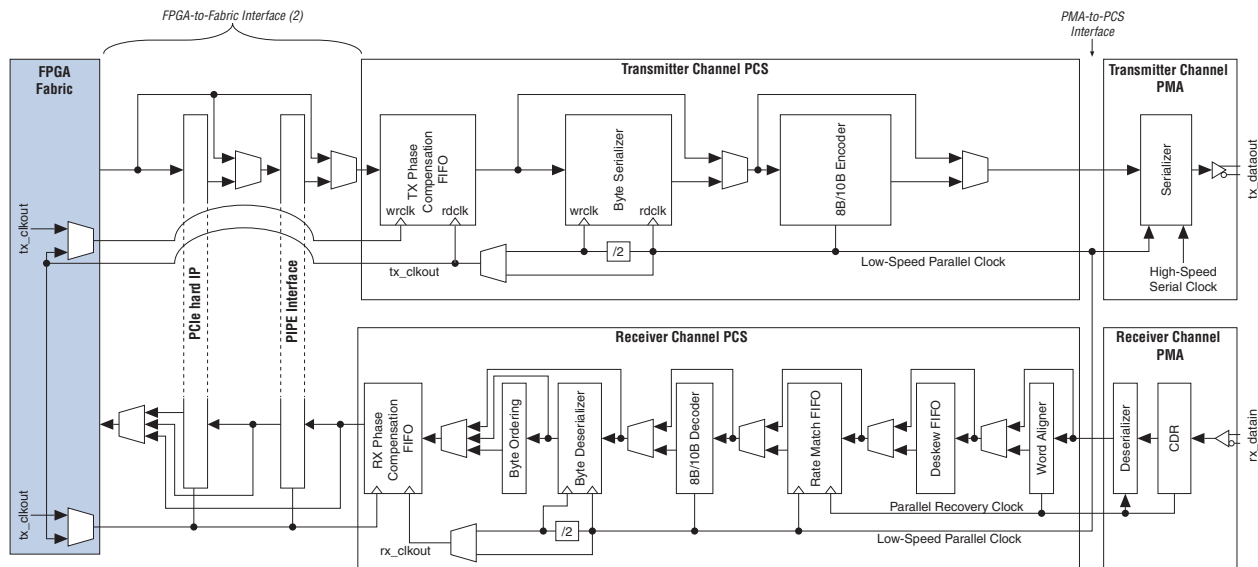 FPGA-to-Fabric Interface (2)
PMA-to-PCS
Interface
FPGA
Fabric
Transmitter Channel PCS
Transmitter Channel
PMA
TX Phase
Compensation
FIFO
wrclk
rdclk
Byte Serializer
wrclk
rdclk
8B/10B Encoder
Serializer
tx_dataout
tx_clkout
/2
tx_clkout
Low-Speed Parallel Clock
High-Speed
Serial Clock
PCIe hard IP
PIPE Interface
Receiver Channel PCS
Receiver Channel
PMA
RX Phase
Compensation
FIFO
Byte Ordering
Byte Deserializer
8B/10B Decoder
Rate Match FIFO
Deskew FIFO
Word Aligner
Deserializer
CDR
rx_datain
tx_clkout
Parallel Recovery Clock
/2
rx_clkout
Low-Speed Parallel Clock